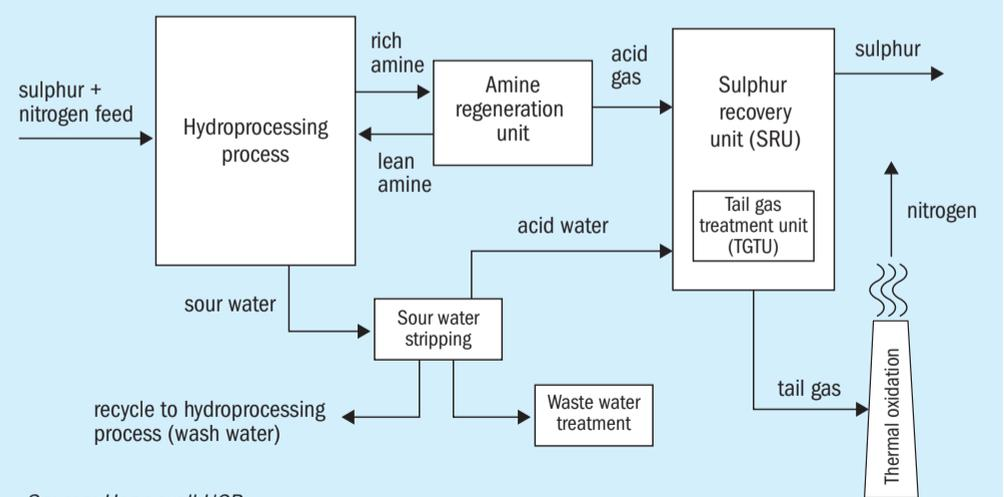 sulphur +
nitrogen feed
Hydroprocessing
process
rich
amine
lean
amine
Amine
regeneration
unit
acid
gas
Sulphur
recovery
unit (SRU)
Tail gas
treatment unit
(TGTU)
sulphur
nitrogen
acid water
sour water
Sour water
stripping
recycle to hydroprocessing
process (wash water)
Waste water
treatment
tail gas
Thermal oxidation